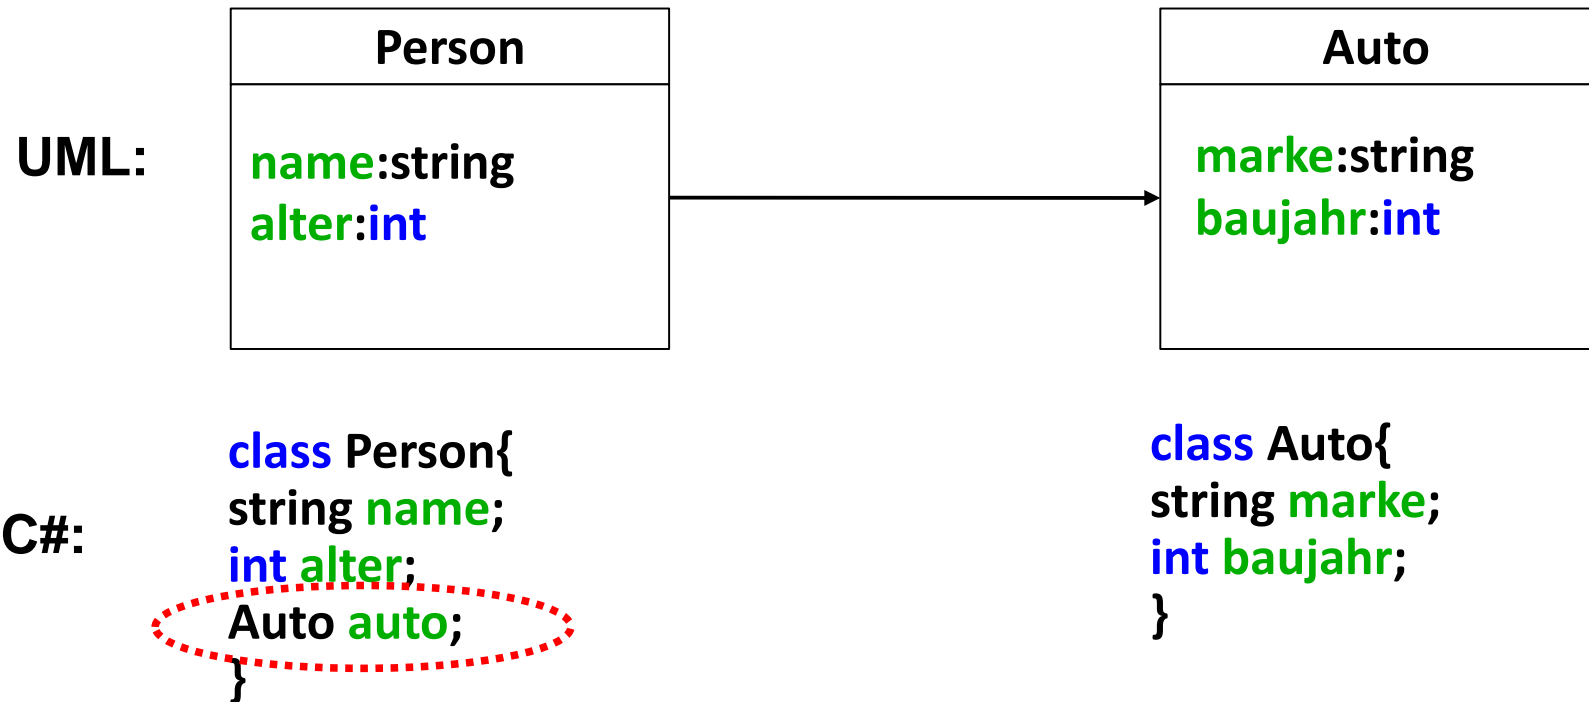 Person
Auto
UML:
name:string
alter:int
marke:string
baujahr:int
C#:
class Person{
string name;
int alter;
Auto auto;
}
class Auto{
string marke;
int baujahr;
}